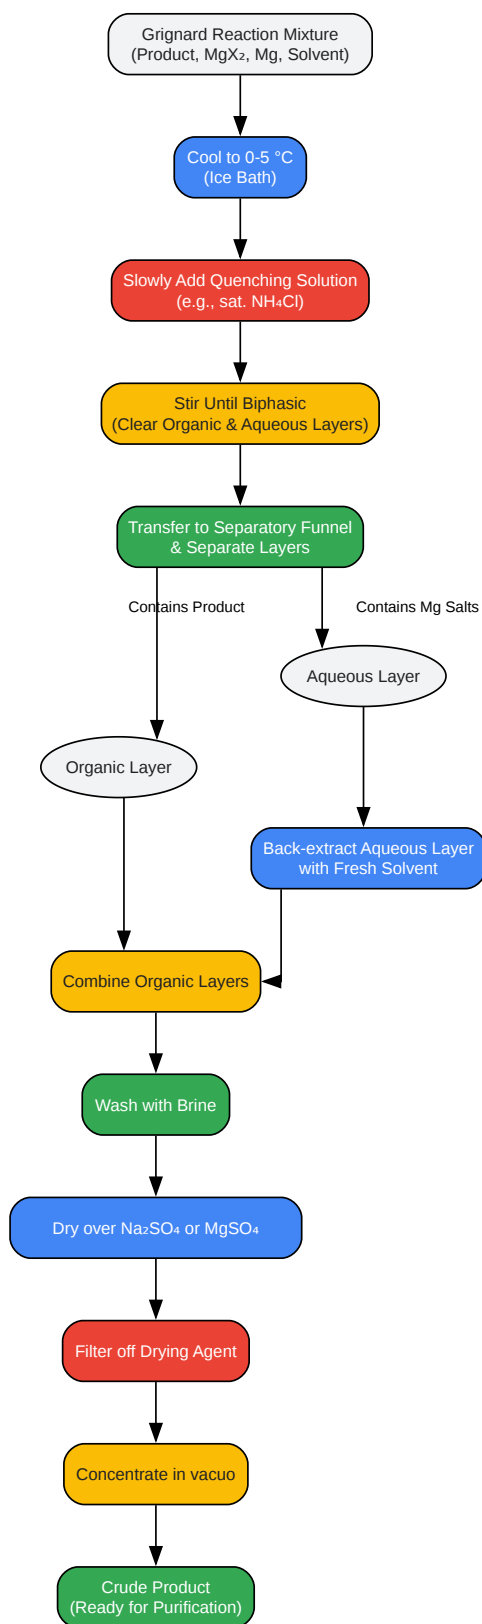 Grignard Reaction Mixture
(Product, MgX₂, Mg, Solvent)
Cool to 0-5 °C
(Ice Bath)
Slowly Add Quenching Solution
(e.g., sat. NH₄Cl)
Stir Until Biphasic
(Clear Organic & Aqueous Layers)
Transfer to Separatory Funnel
& Separate Layers
Contains Product
Contains Mg Salts
Aqueous Layer
Organic Layer
Back-extract Aqueous Layer
with Fresh Solvent
Combine Organic Layers
Wash with Brine
Dry over Na₂SO₄ or MgSO₄
Filter off Drying Agent
Concentrate in vacuo
Crude Product
(Ready for Purification)